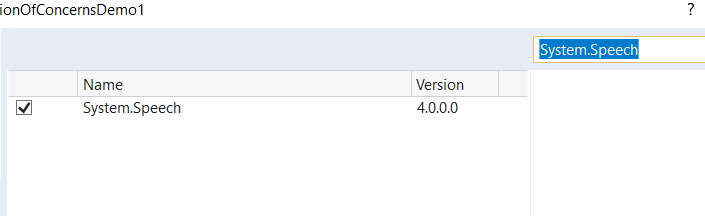 ionOfConcernsDemo1 ?
System.Speech
Name Version
System.Speech 4.0.0.0